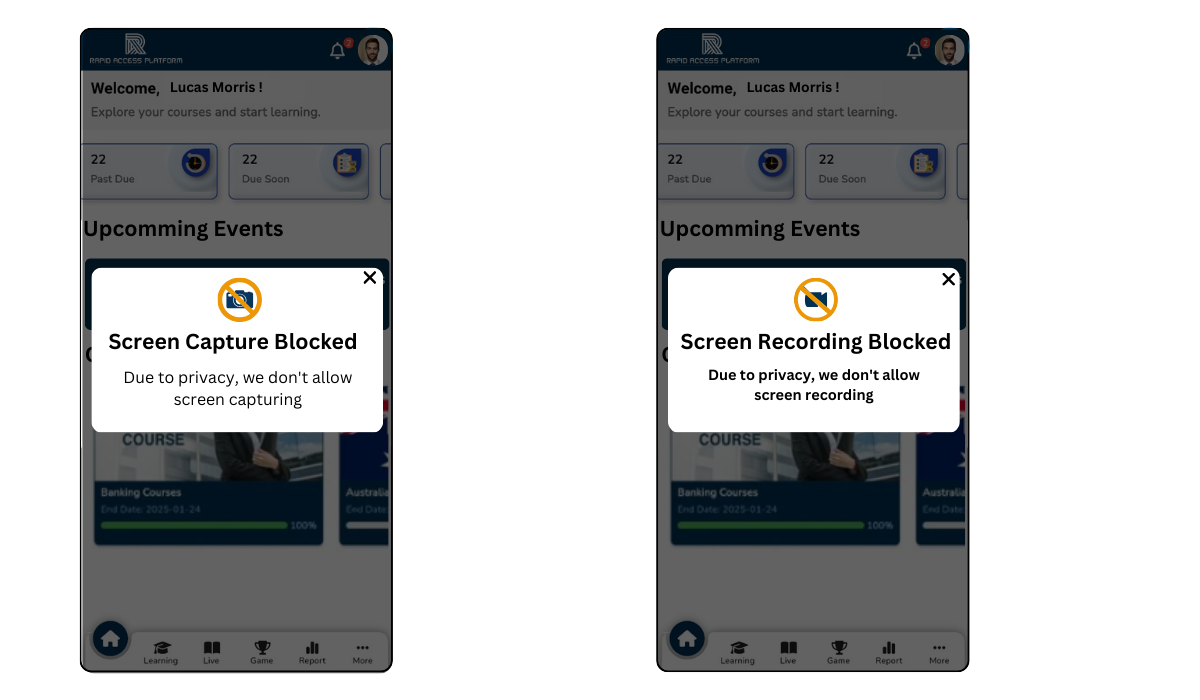 RAPID ACCESS PLATFORM
2
Welcome, Lucas Morris !
Explore your courses and start learning.
22
Past Due
22
Due Soon
Upcomming Events
Screen Capture Blocked
Due to privacy, we don't allow
screen capturing
COURSE
Banking Courses
End Date: 2025-01-24
100%
Australia
End Date:
Learning
Live
Game
Report
More
RAPID ACCESS PLATFORM
2
Welcome, Lucas Morris !
Explore your courses and start learning.
22
Past Due
22
Due Soon
Upcomming Events
Screen Recording Blocked
Due to privacy, we don't allow
screen recording
COURSE
Banking Courses
End Date: 2025-01-24
100%
Australia
End Date:
Learning
Live
Game
Report
More